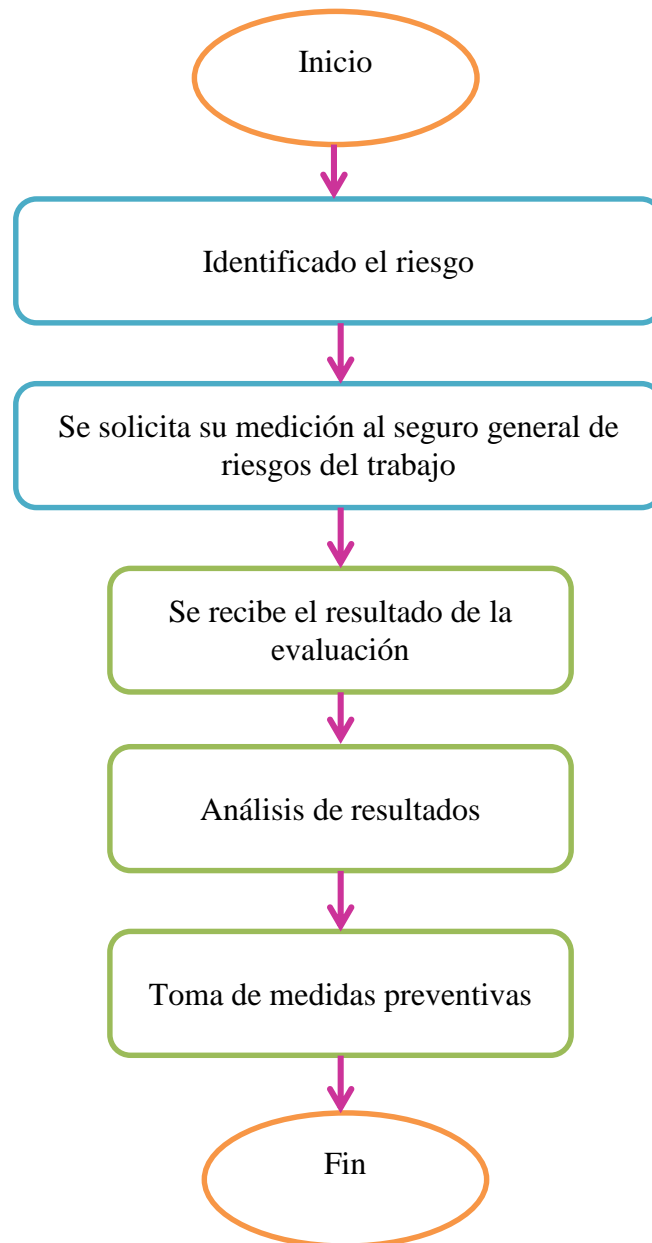 Inicio
Identificado el riesgo
Se solicita su medición al seguro general de
riesgos del trabajo
Se recibe el resultado de la
evaluación
Análisis de resultados
Toma de medidas preventivas
Fin